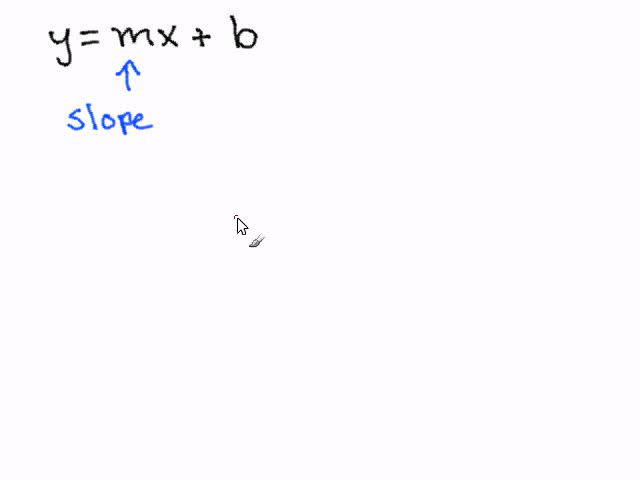 y = mx + b
↑
slope